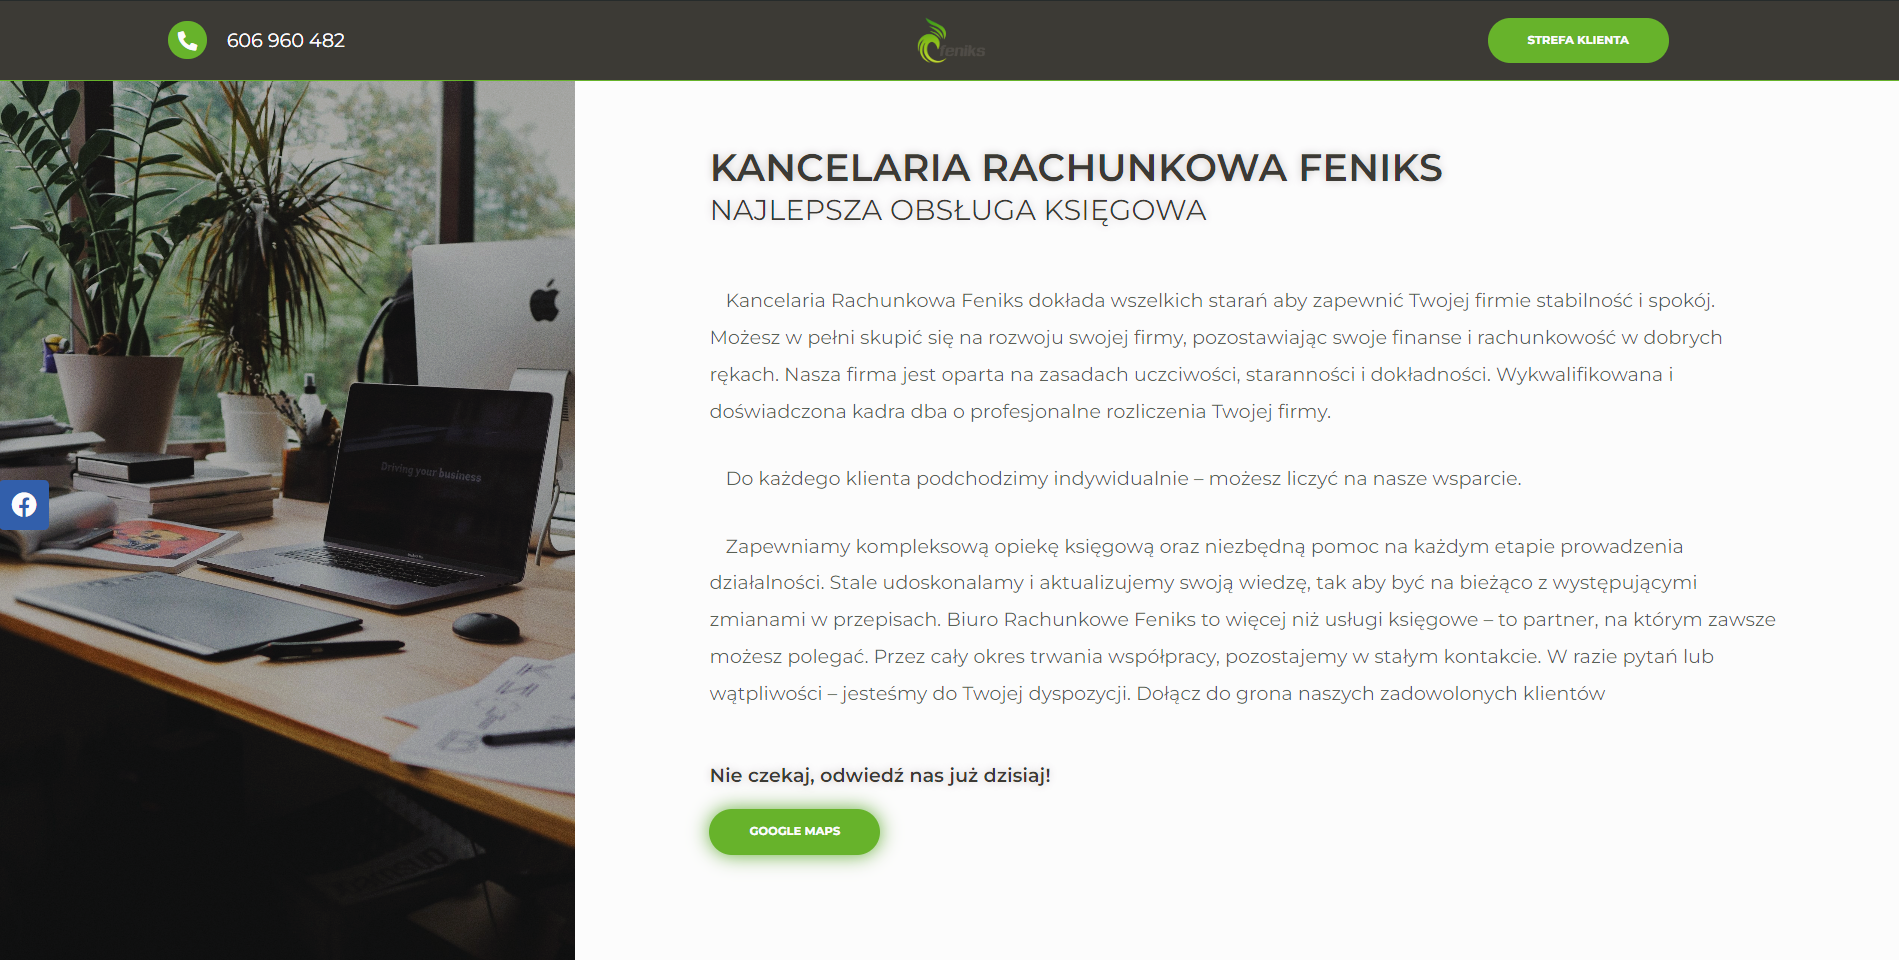 606 960 482
feniks
STREFA KLIENTA
KANCELARIA RACHUNKOWA FENIKS
NAJLEPSZA OBSŁUGA KSIĘGOWA
Kancelaria Rachunkowa Feniks dokłada wszelkich starań aby zapewnić Twojej firmie stabilność i spokój.
Możesz w pełni skupić się na rozwoju swojej firmy, pozostawiając swoje finanse i rachunkowość w dobrych
rękach. Nasza firma jest oparta na zasadach uczciwości, staranności i dokładności. Wykwalifikowana i
doświadczona kadra dba o profesjonalne rozliczenia Twojej firmy.
Do każdego klienta podchodzimy indywidualnie – możesz liczyć na nasze wsparcie.
Zapewniamy kompleksową opiekę księgową oraz niezbędną pomoc na każdym etapie prowadzenia
działalności. Stale udoskonalamy i aktualizujemy swoją wiedzę, tak aby być na bieżąco z występującymi
zmianami w przepisach. Biuro Rachunkowe Feniks to więcej niż usługi księgowe – to partner, na którym zawsze
możesz polegać. Przez cały okres trwania współpracy, pozostajemy w stałym kontakcie. W razie pytań lub
wątpliwości – jesteśmy do Twojej dyspozycji. Dołącz do grona naszych zadowolonych klientów
Nie czekaj, odwiedź nas już dzisiaj!
GOOGLE MAPS
Driving your business